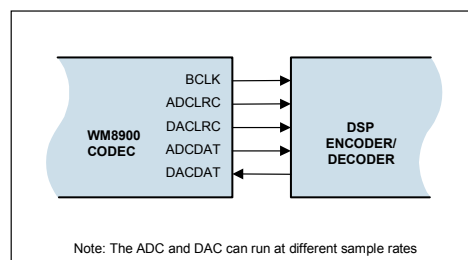 BCLK
ADCLRC
DACLRC
ADCDAT
DACDAT
WM8900
CODEC
DSP
ENCODER/
DECODER
Note: The ADC and DAC can run at different sample rates